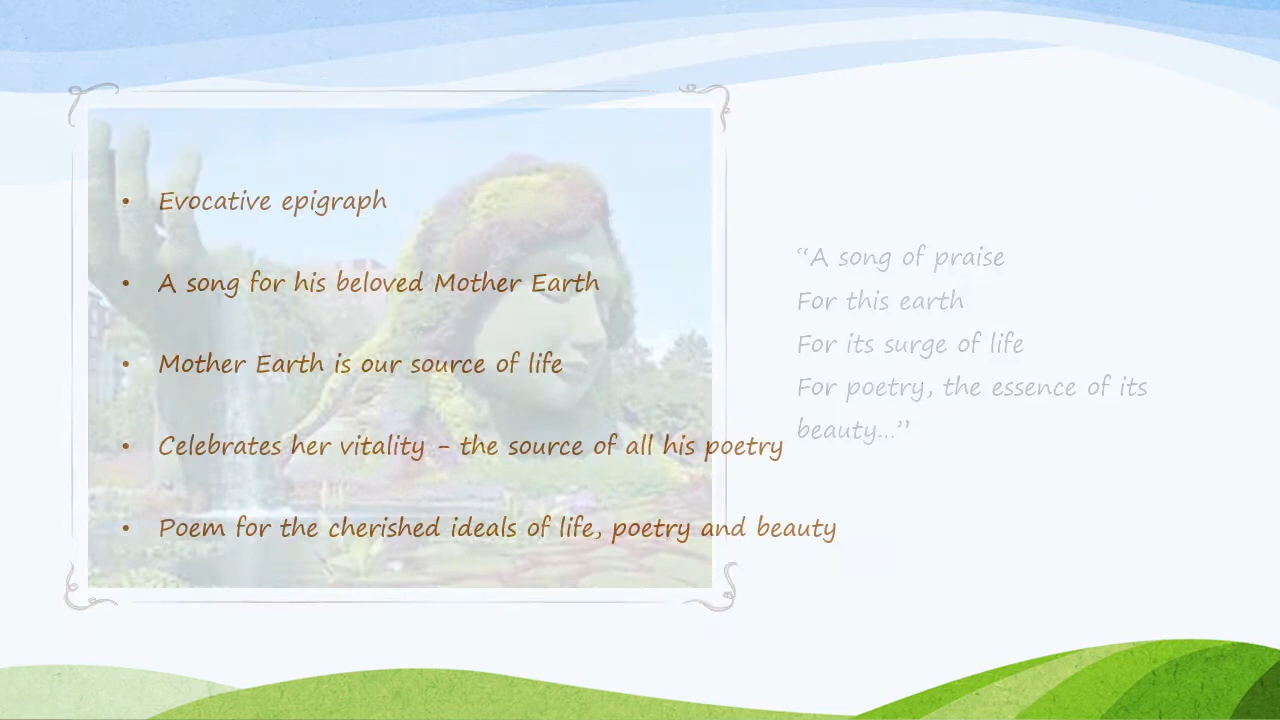 • Evocative epigraph
• A song for his beloved Mother Earth
• Mother Earth is our source of life
• Celebrates her vitality - the source of all his poetry
• Poem for the cherished ideals of life, poetry and beauty
“A song of praise
For this earth
For its surge of life
For poetry, the essence of its
beauty...”